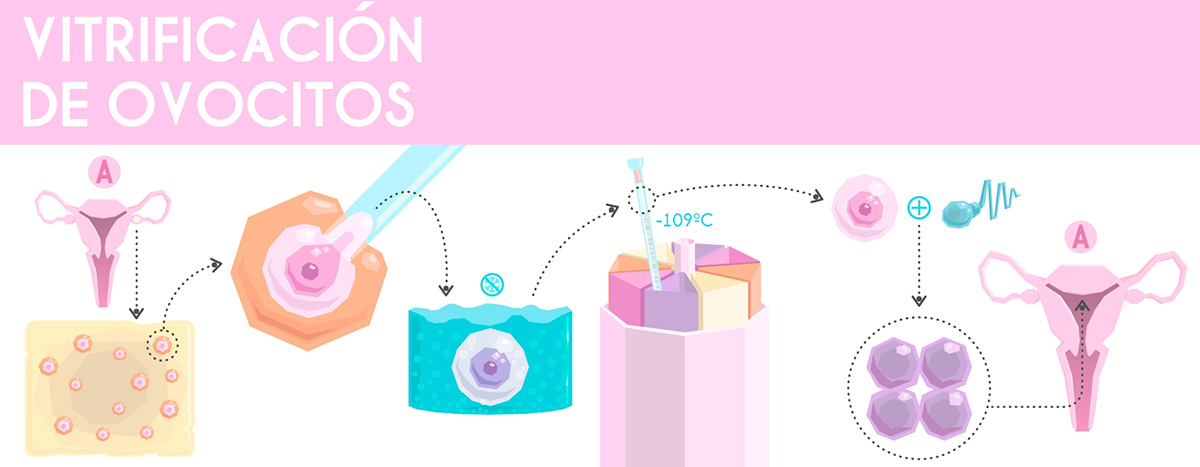 VITRIFICACIÓN
DE OVOCITOS
A
-109ºC
A